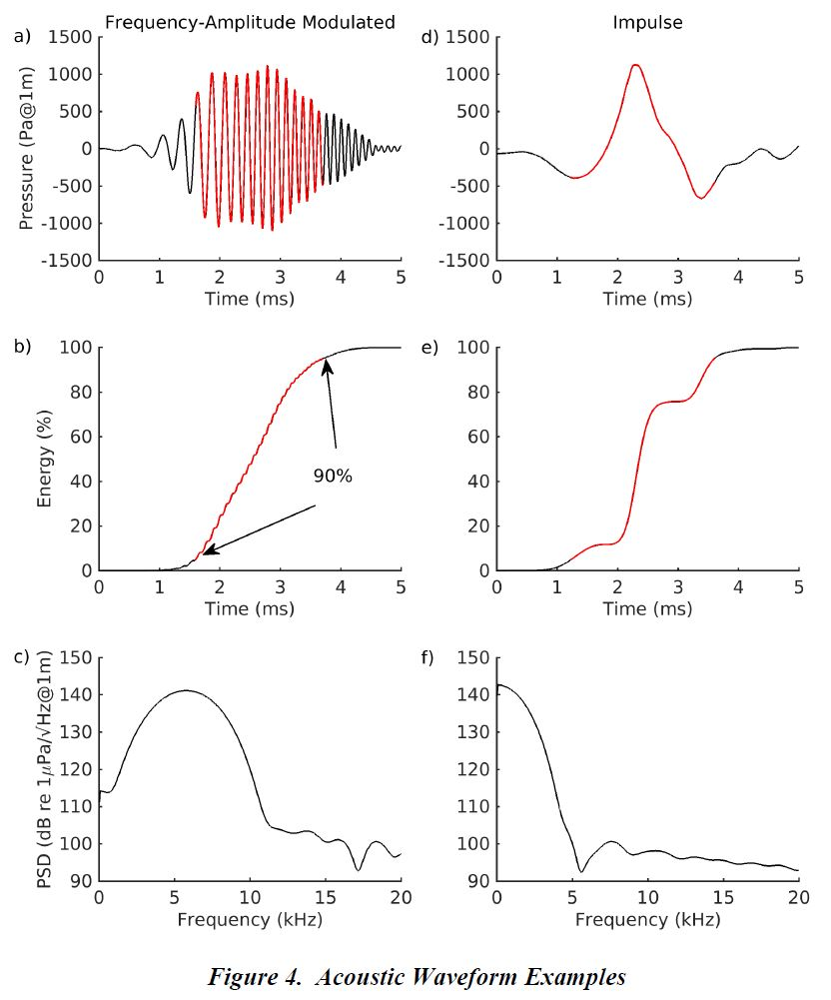 Frequency-Amplitude Modulated
a)
1500
1000
500
0
-500
-1000
-1500
Pressure (Pa@1m)
0 1 2 3 4 5
Time (ms)
Impulse
d)
1500
1000
500
0
-500
-1000
-1500
0 1 2 3 4 5
Time (ms)
b)
100
80
60
40
20
0
Energy (%)
90%
0 1 2 3 4 5
Time (ms)
e)
100
80
60
40
20
0
0 1 2 3 4 5
Time (ms)
c)
150
140
130
120
110
100
90
PSD (dB re 1µPa/√Hz@1m)
0 5 10 15 20
Frequency (kHz)
f)
150
140
130
120
110
100
90
0 5 10 15 20
Frequency (kHz)
Figure 4. Acoustic Waveform Examples